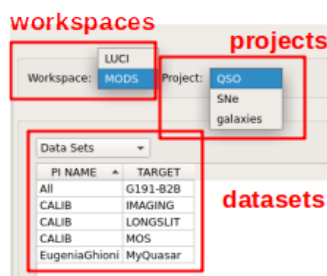 workspaces
projects
LUCI
Workspace: MODS Project: QSO
SNe
galaxies
Data Sets
datasets
PI NAME TARGET
All G191-B2B
CALIB IMAGING
CALIB LONGSLIT
CALIB MOS
EugeniaGhioni MyQuasar